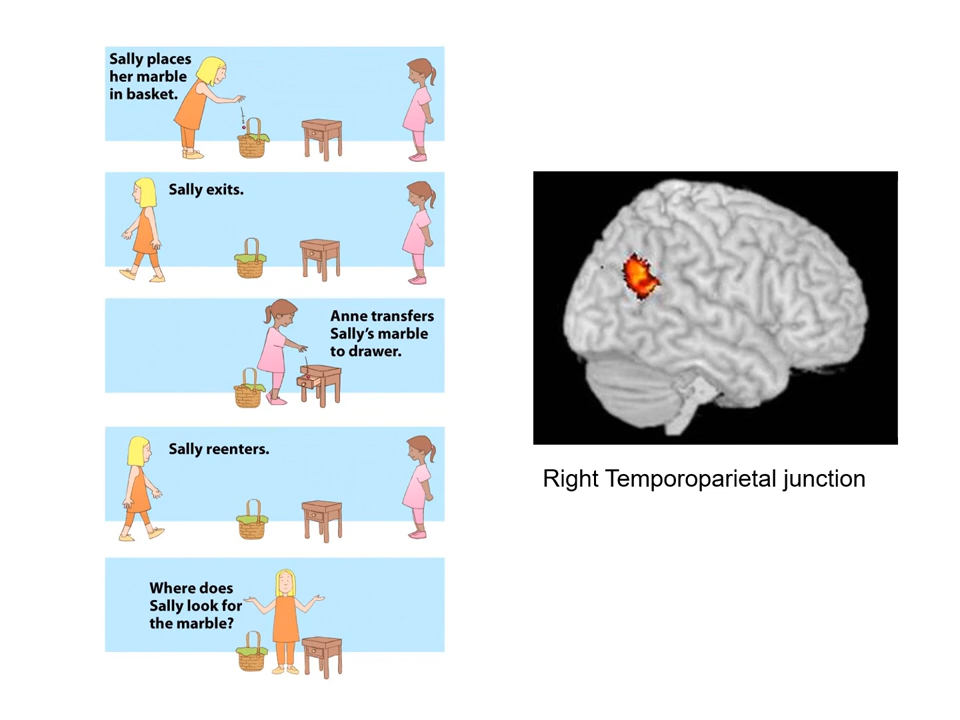 Sally places
her marble
in basket.
Sally exits.
Anne transfers
Sally's marble
to drawer.
Sally reenters.
Where does
Sally look for
the marble?
Right Temporoparietal junction